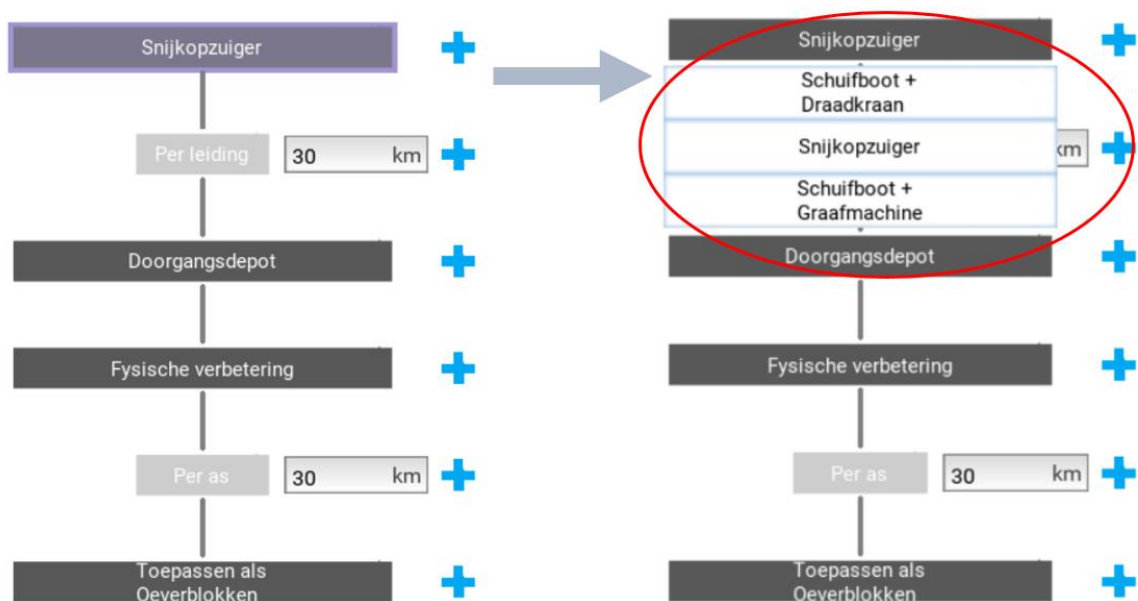 Snijkopzuiger
Per leiding
30 km
Doorgangsdepot
Fysische verbetering
Per as
30 km
Toepassen als
Oeverblokken
Snijkopzuiger
Schuifboot +
Draadkraan
Snijkopzuiger
km
Schuifboot +
Graafmachine
Doorgangsdepot
Fysische verbetering
Per as
30 km
Toepassen als
Oeverblokken